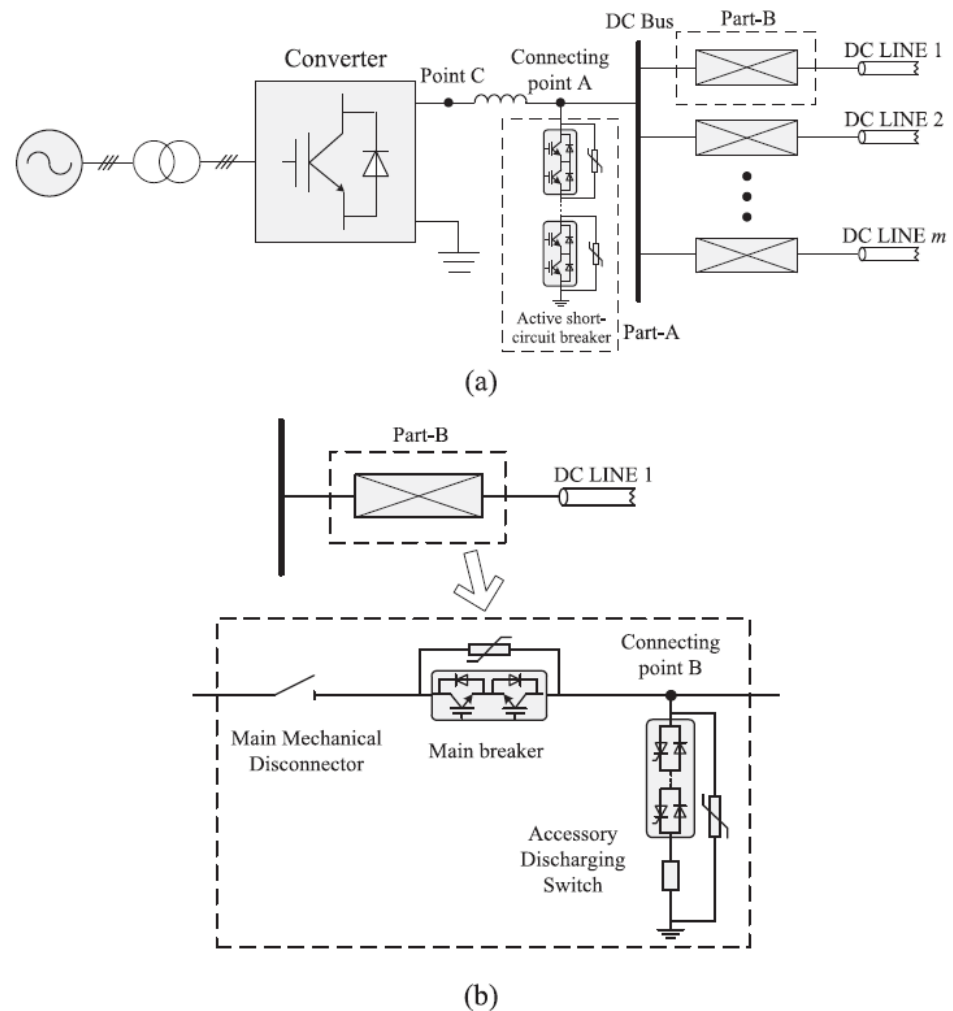 DC Bus
Part-B
Converter
Connecting
point A
Point C
DC LINE 1
DC LINE 2
DC LINE m
Active short-
circuit breaker
Part-A
(a)
Part-B
DC LINE 1
Connecting
point B
Main Mechanical
Disconnector
Main breaker
Accessory
Discharging
Switch
(b)